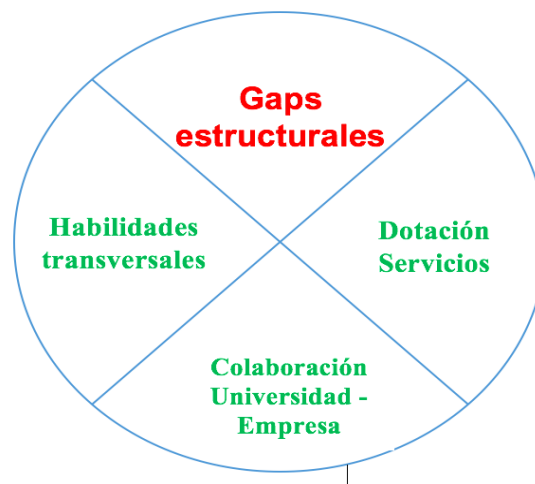 Gaps
estructurales
Habilidades
transversales
Dotación
Servicios
Colaboración
Universidad -
Empresa